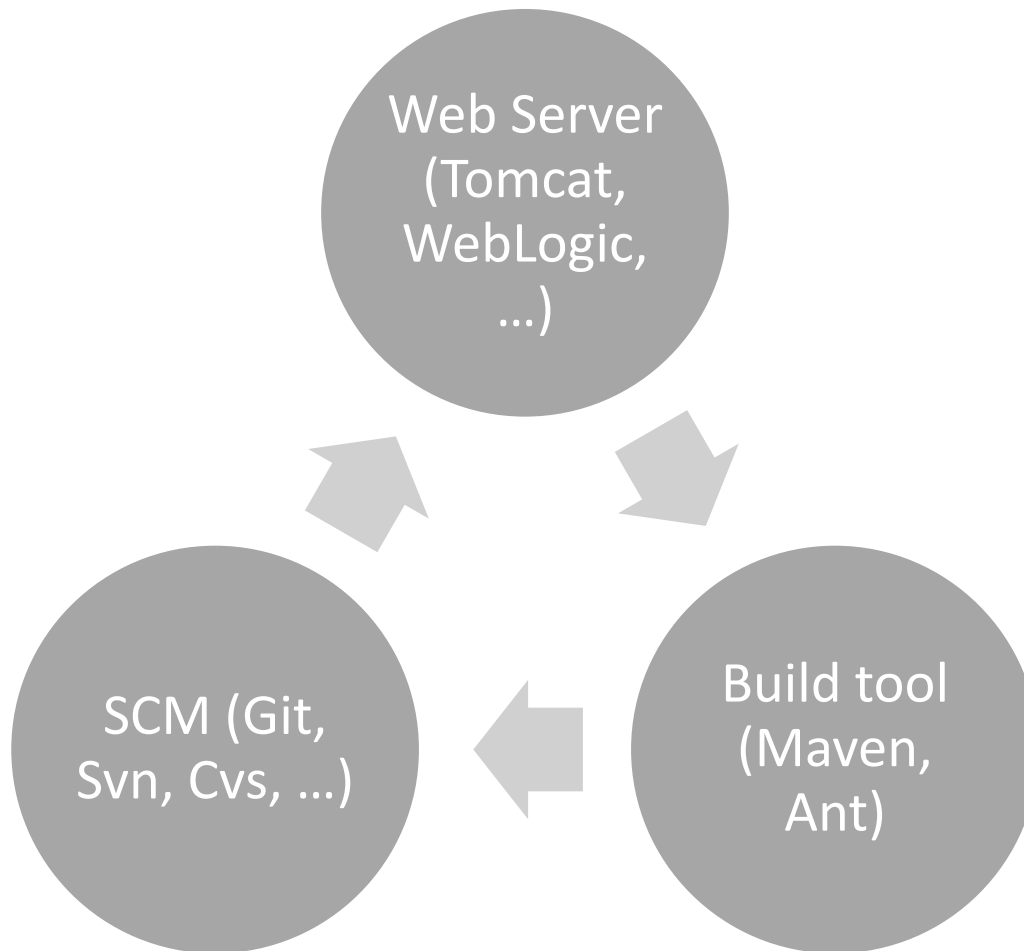 Web Server
(Tomcat,
WebLogic,
…)
SCM (Git,
Svn, Cvs, …)
Build tool
(Maven,
Ant)